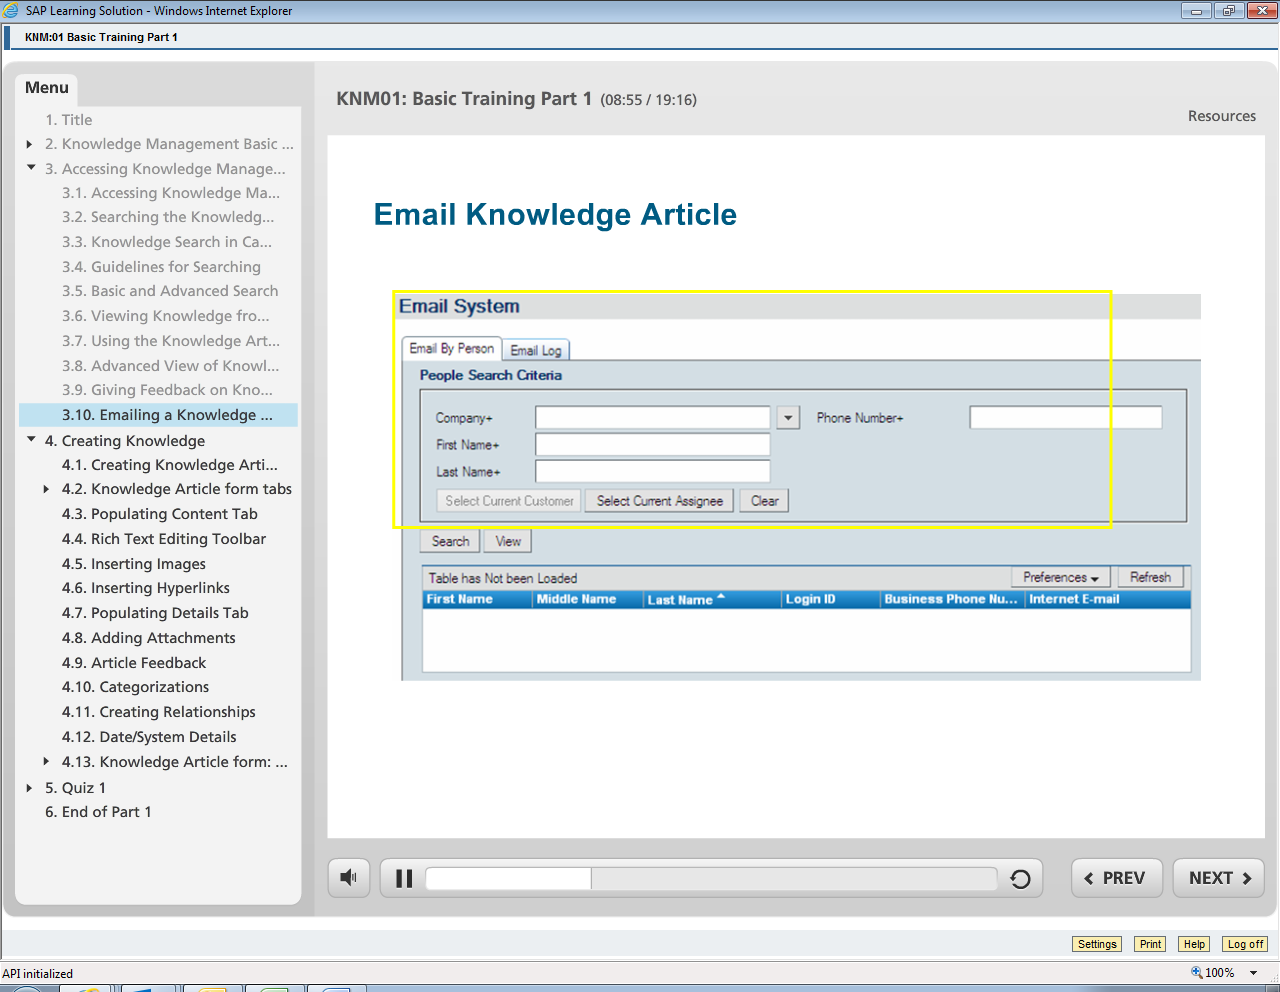 SAP Learning Solution - Windows Internet Explorer
KNM:01 Basic Training Part 1
Menu
1. Title
2. Knowledge Management Basic ...
3. Accessing Knowledge Manage...
3.1. Accessing Knowledge Ma...
3.2. Searching the Knowledg...
3.3. Knowledge Search in Ca...
3.4. Guidelines for Searching
3.5. Basic and Advanced Search
3.6. Viewing Knowledge fro...
3.7. Using the Knowledge Art...
3.8. Advanced View of Knowl...
3.9. Giving Feedback on Kno...
3.10. Emailing a Knowledge ...
4. Creating Knowledge
4.1. Creating Knowledge Arti...
4.2. Knowledge Article form tabs
4.3. Populating Content Tab
4.4. Rich Text Editing Toolbar
4.5. Inserting Images
4.6. Inserting Hyperlinks
4.7. Populating Details Tab
4.8. Adding Attachments
4.9. Article Feedback
4.10. Categorizations
4.11. Creating Relationships
4.12. Date/System Details
4.13. Knowledge Article form: ...
5. Quiz 1
6. End of Part 1
KNM01: Basic Training Part 1 (08:55 / 19:16)
Resources
Email Knowledge Article
Email System
Email By Person Email Log
People Search Criteria
Company+ Phone Number+
First Name+
Last Name+
Select Current Customer Select Current Assignee Clear
Search View
Table has Not been Loaded Preferences Refresh
First Name Middle Name Last Name Login ID Business Phone Nu... Internet E-mail
PREV NEXT
Settings Print Help Log off
API initialized 100%